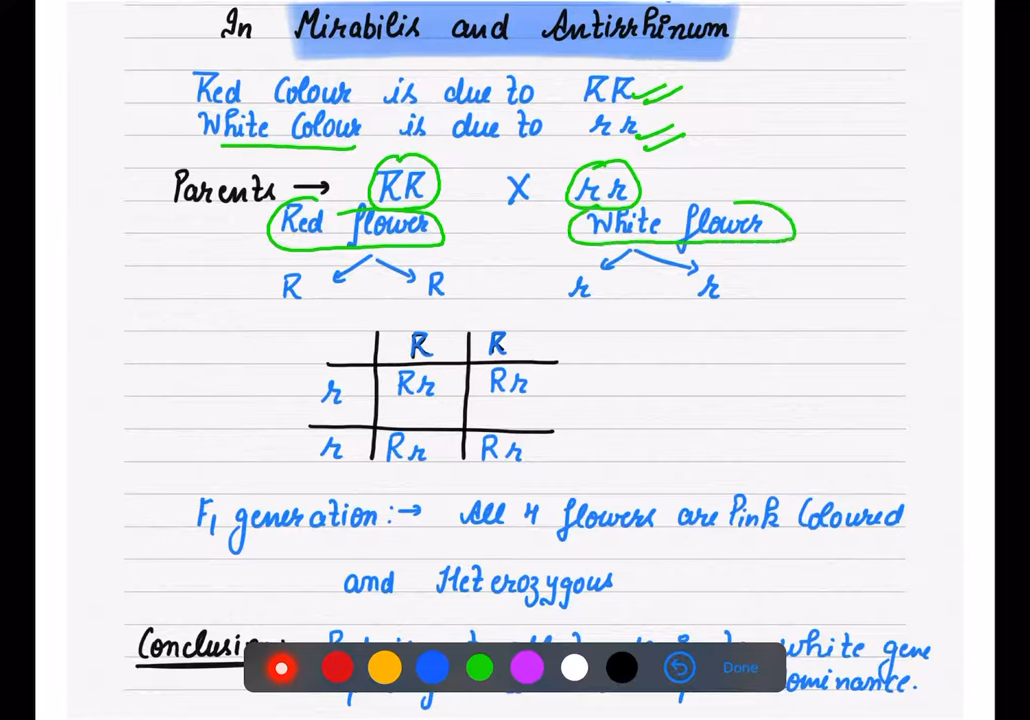 In Mirabilis and Antirrhinum
Red Colour is due to RR
White Colour is due to rr
Parents → RR X rr
Red flower White flower
R R r r
R R
r Rr Rr
r Rr Rr
F1 generation :→ All 4 flowers are Pink Coloured
and Heterozygous
white gene
Done